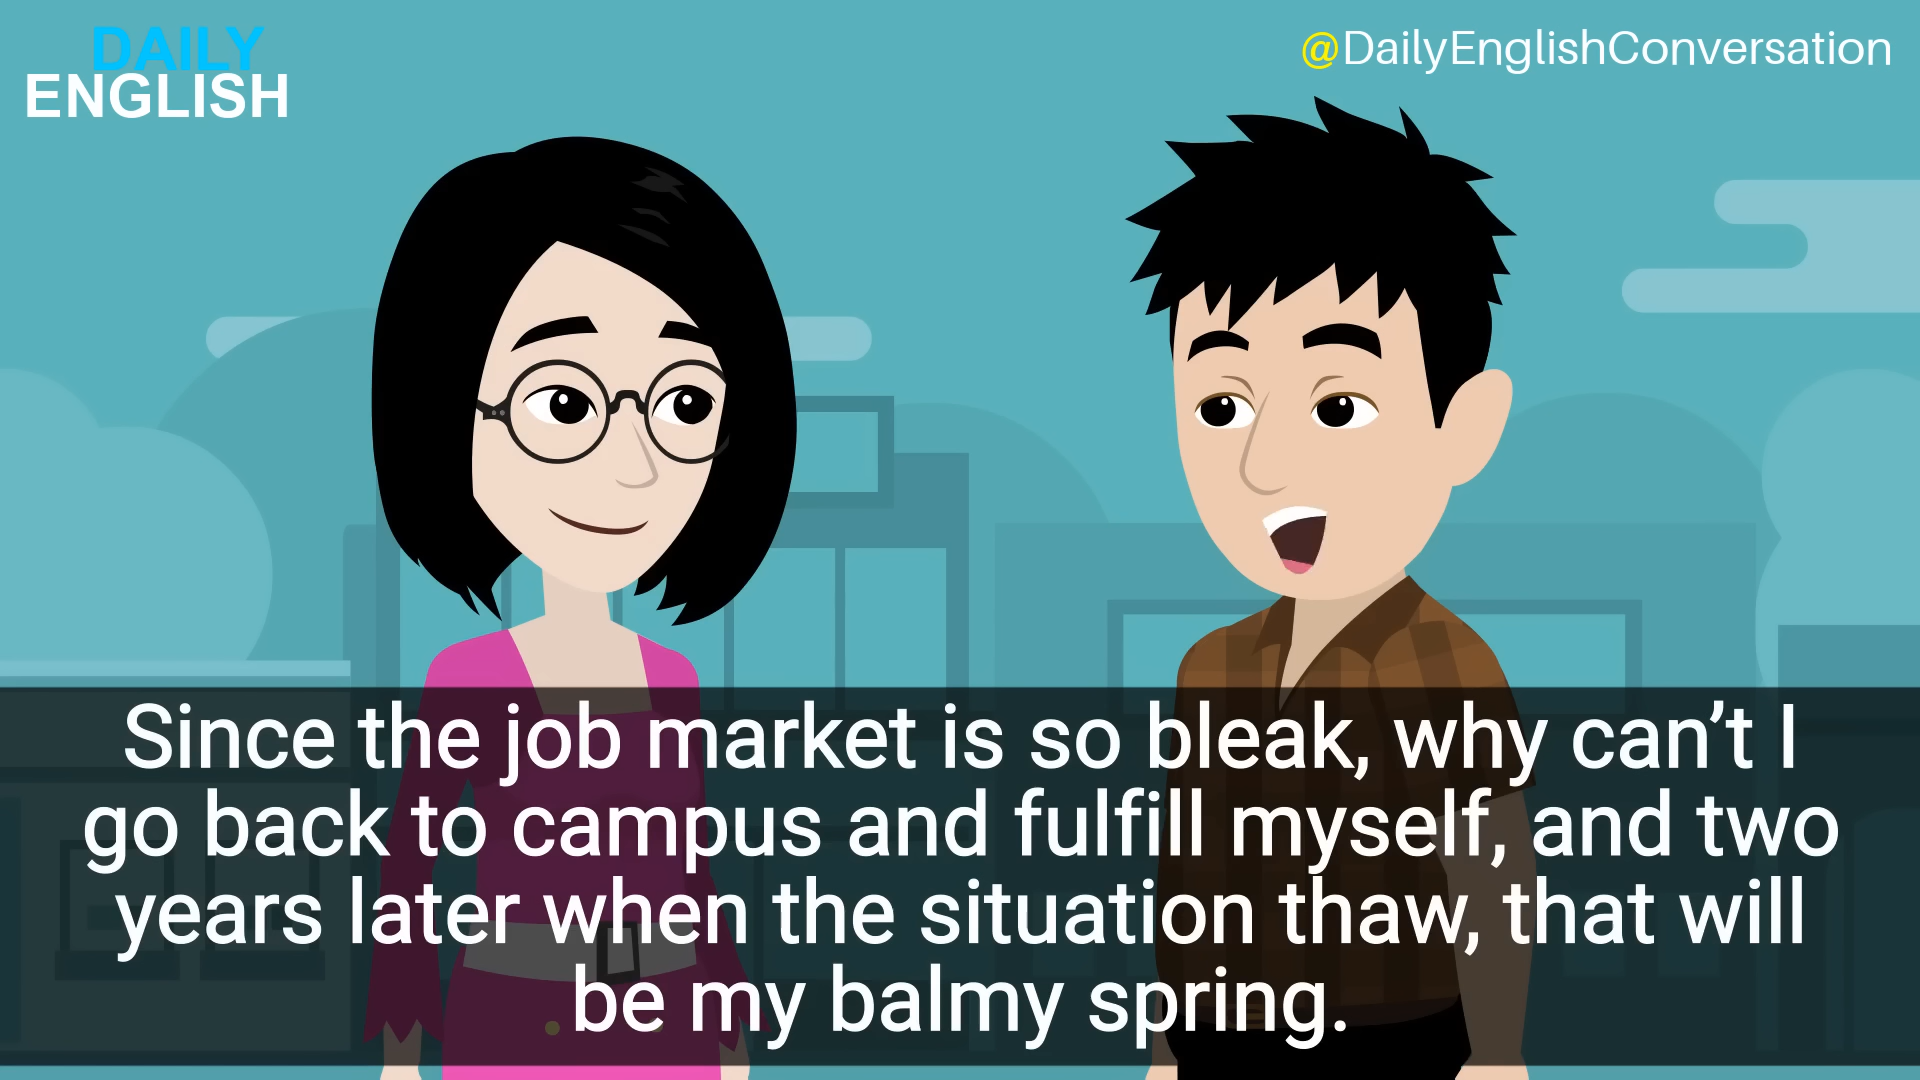 DAILY
ENGLISH
@DailyEnglishConversation
Since the job market is so bleak, why can’t I
go back to campus and fulfill myself, and two
years later when the situation thaw, that will
be my balmy spring.